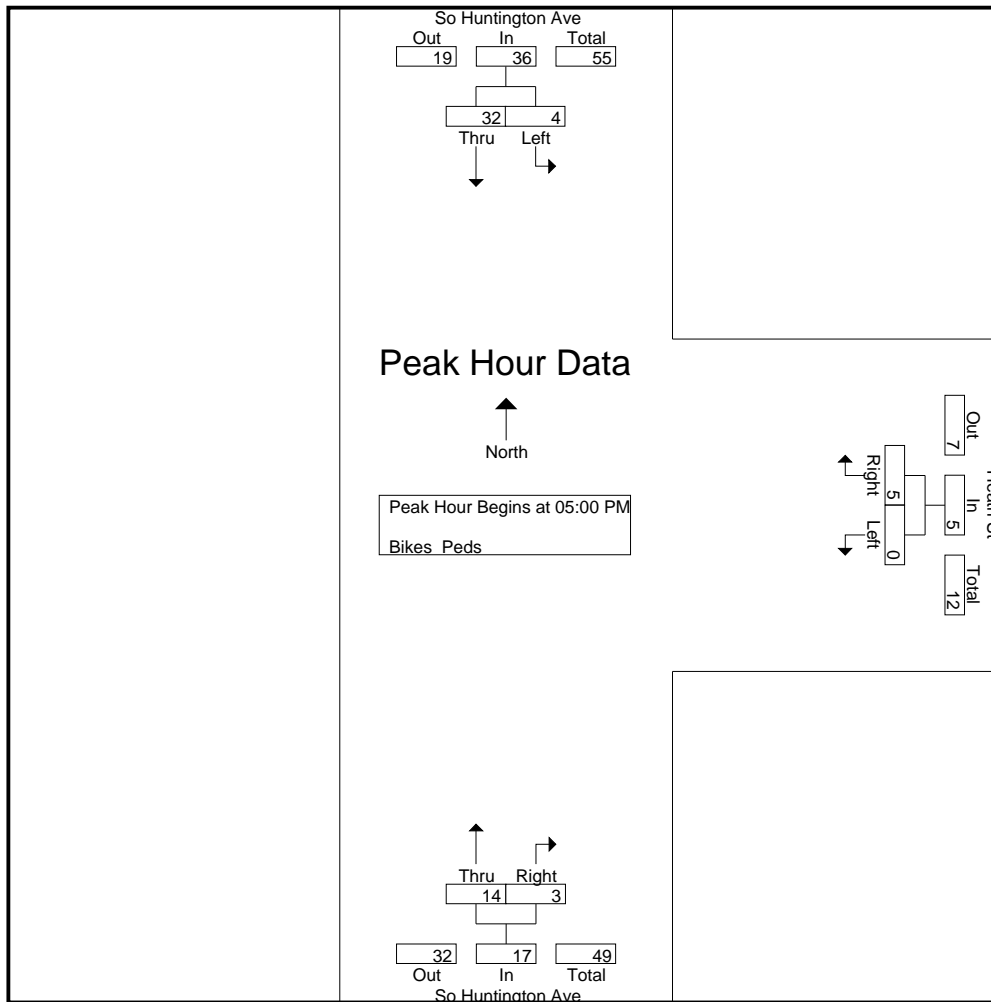 So Huntington Ave
Out In Total
19 36 55
32 4
Thru Left
Peak Hour Data
North
Peak Hour Begins at 05:00 PM
Bikes Peds
Out
7
Right
5
In
5
Left
0
Total
12
Thru Right
14 3
32 17 49
Out In Total
So Huntington Ave